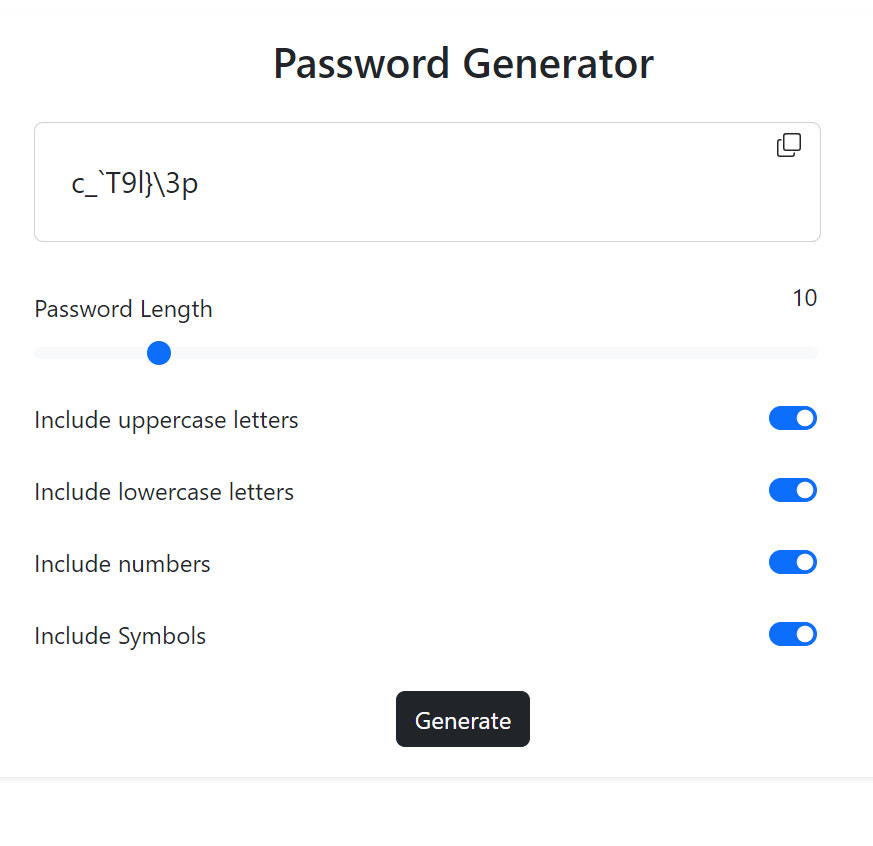 Password Generator
c_`T9l}\3p
Password Length
10
Include uppercase letters
Include lowercase letters
Include numbers
Include Symbols
Generate